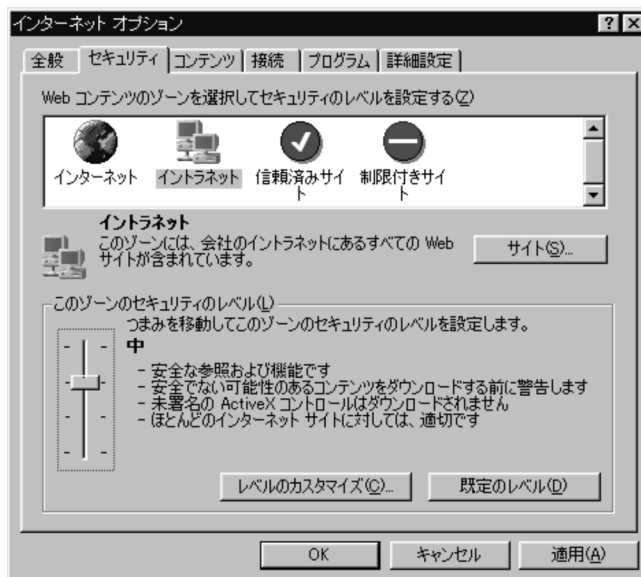 インターネット オプション
全般 セキュリティ コンテンツ 接続 プログラム 詳細設定
Web コンテンツのゾーンを選択してセキュリティのレベルを設定する(Z)
インターネット イントラネット 信頼済みサイト 制限付きサイト
イントラネット
このゾーンには、会社のイントラネットにあるすべての Web
サイトが含まれています。
サイト(S)...
このゾーンのセキュリティのレベル(L)
つまみを移動してこのゾーンのセキュリティのレベルを設定します。
中
- 安全な参照および機能です
- 安全でない可能性のあるコンテンツをダウンロードする前に警告します
- 未署名の ActiveX コントロールはダウンロードされません
- ほとんどのインターネット サイトに対しては、適切です
レベルのカスタマイズ(C)... 既定のレベル(D)
OK キャンセル 適用(A)